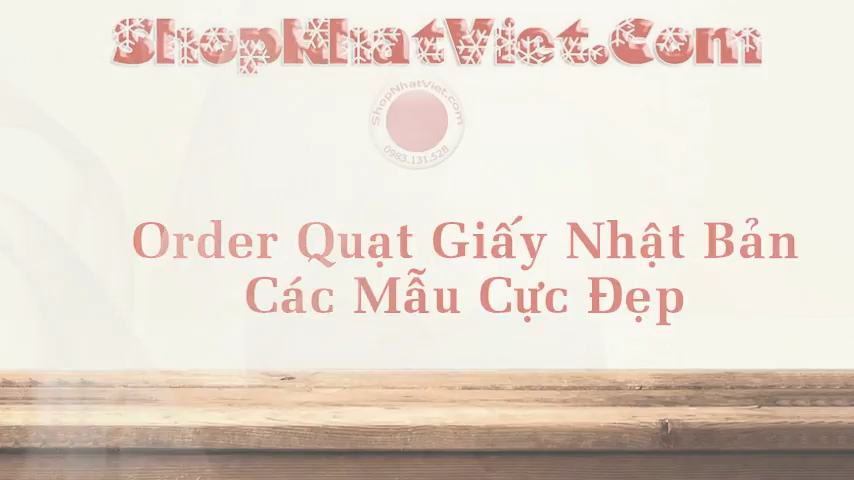 ShopNhatViet.Com
ShopNhatViet.com
0983.131.528
Order Quạt Giấy Nhật Bản
Các Mẫu Cực Đẹp